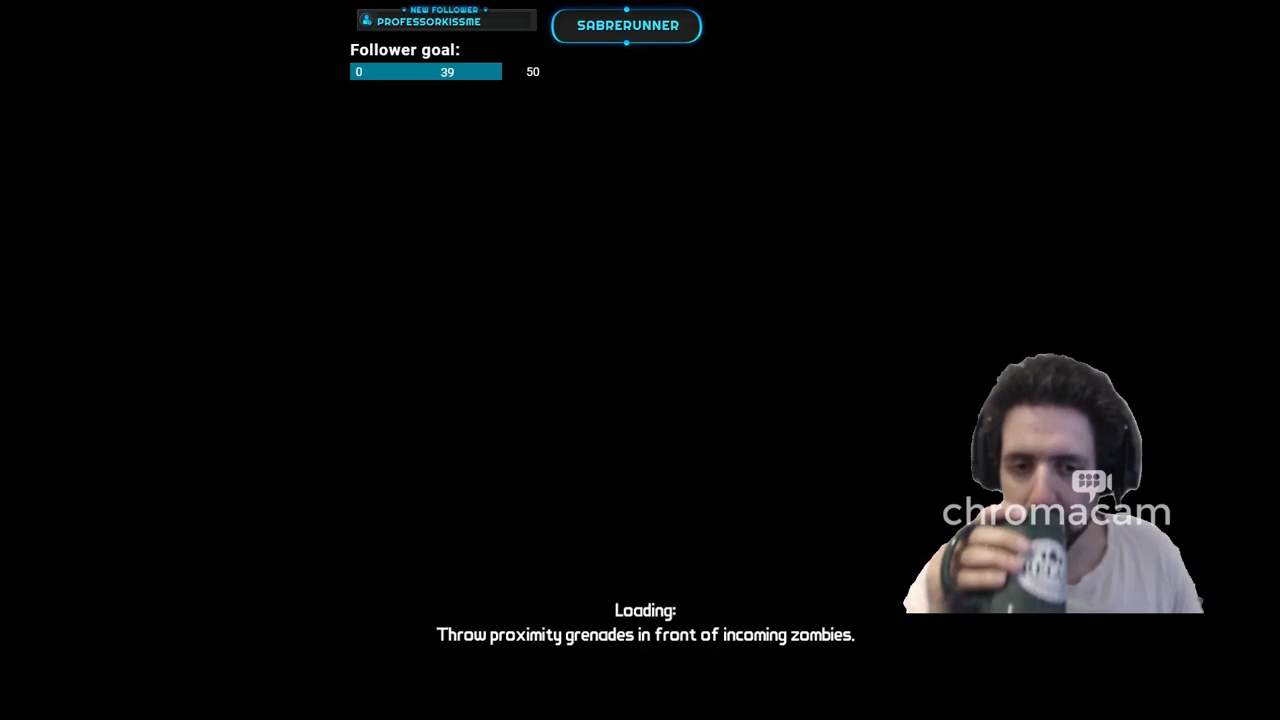 NEW FOLLOWER
PROFESSORKISSME
SABRERUNNER
Follower goal:
0 39 50
chromacam
Loading:
Throw proximity grenades in front of incoming zombies.